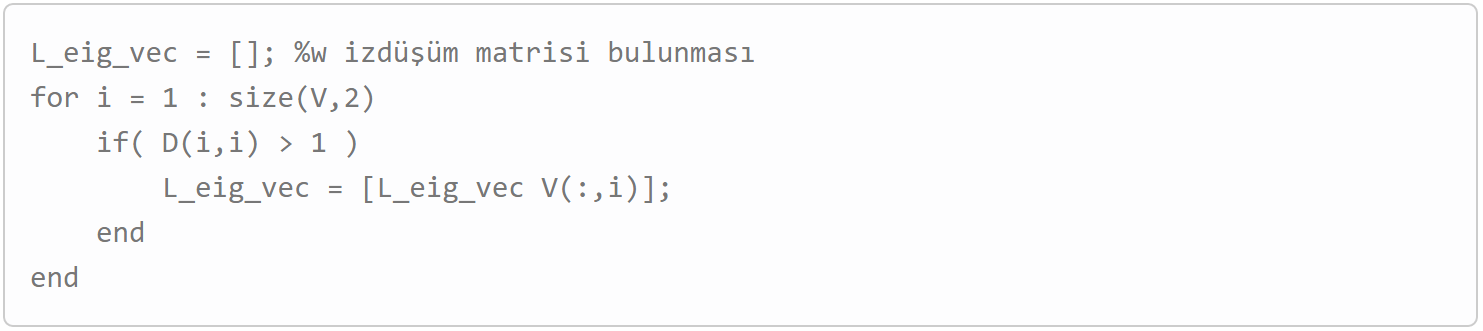 L_eig_vec = []; %w izdüşüm matrisi bulunması
for i = 1 : size(V,2)
    if( D(i,i) > 1 )
        L_eig_vec = [L_eig_vec V(:,i)];
    end
end